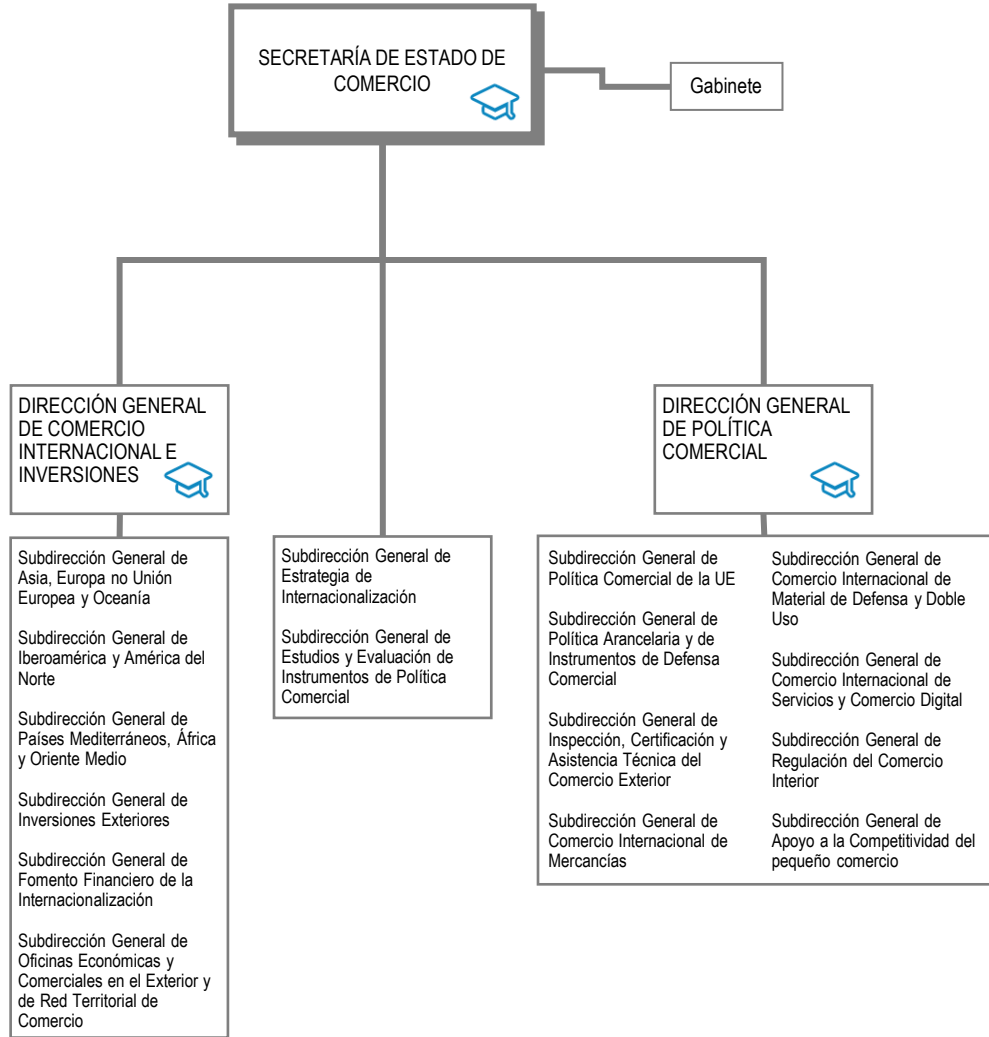 SECRETARÍA DE ESTADO DE
COMERCIO
Gabinete
DIRECCIÓN GENERAL
DE COMERCIO
INTERNACIONAL E
INVERSIONES
Subdirección General de
Asia, Europa no Unión
Europea y Oceanía
Subdirección General de
Iberoamérica y América del
Norte
Subdirección General de
Países Mediterráneos, África
y Oriente Medio
Subdirección General de
Inversiones Exteriores
Subdirección General de
Fomento Financiero de la
Internacionalización
Subdirección General de
Oficinas Económicas y
Comerciales en el Exterior y
de Red Territorial de
Comercio
Subdirección General de
Estrategia de
Internacionalización
Subdirección General de
Estudios y Evaluación de
Instrumentos de Política
Comercial
DIRECCIÓN GENERAL
DE POLÍTICA
COMERCIAL
Subdirección General de
Política Comercial de la UE
Subdirección General de
Política Arancelaria y de
Instrumentos de Defensa
Comercial
Subdirección General de
Inspección, Certificación y
Asistencia Técnica del
Comercio Exterior
Subdirección General de
Comercio Internacional de
Mercancías
Subdirección General de
Comercio Internacional de
Material de Defensa y Doble
Uso
Subdirección General de
Comercio Internacional de
Servicios y Comercio Digital
Subdirección General de
Regulación del Comercio
Interior
Subdirección General de
Apoyo a la Competitividad del
pequeño comercio